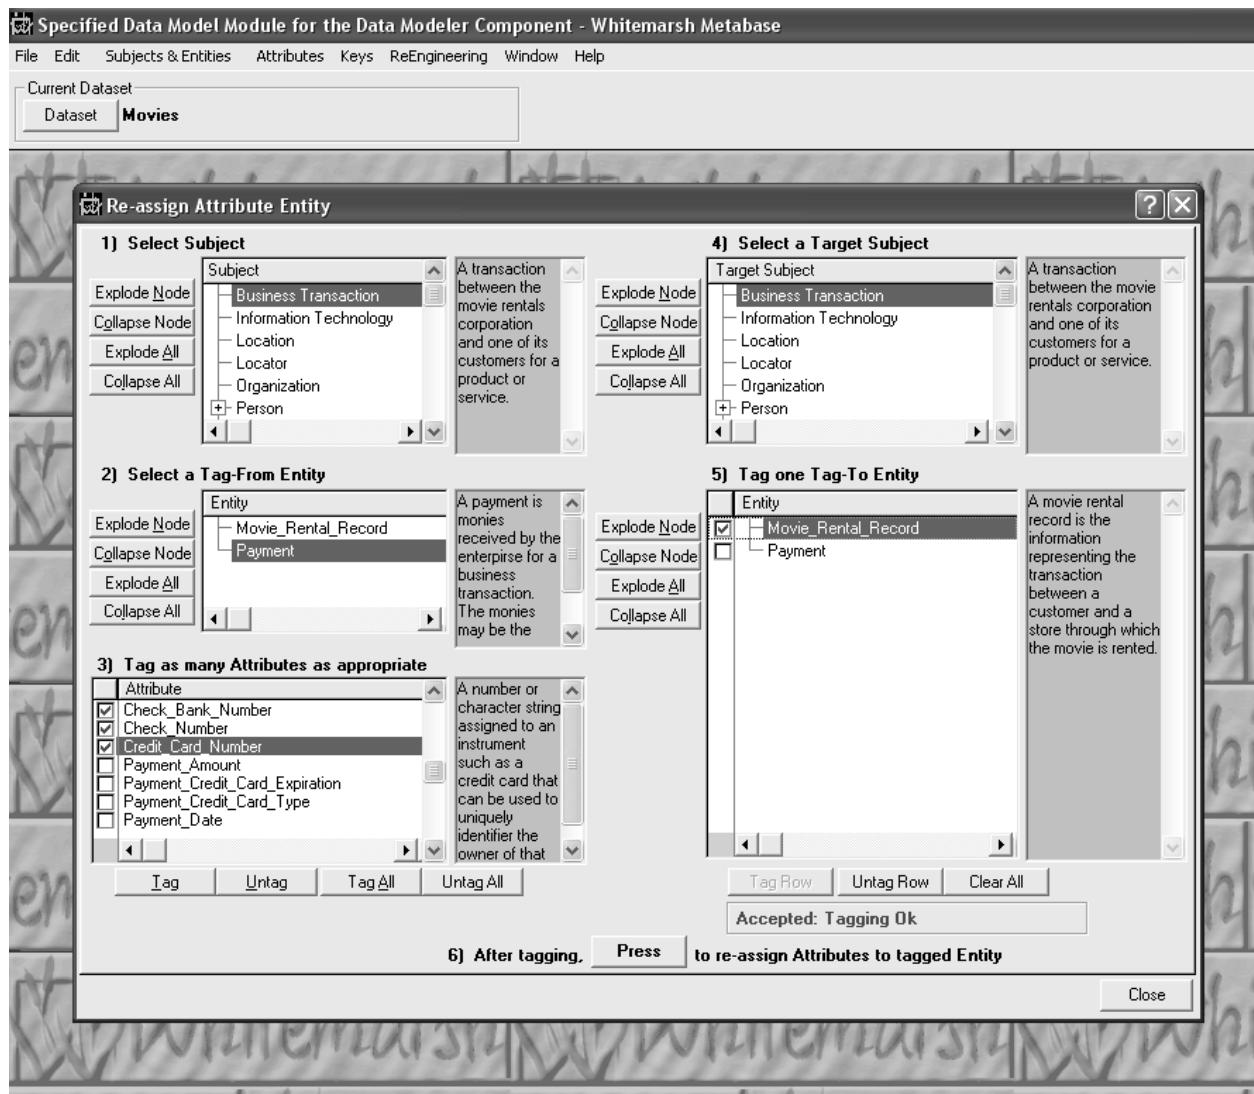 Specified Data Model Module for the Data Modeler Component - Whitemarsh Metabase
File Edit Subjects & Entities Attributes Keys ReEngineering Window Help
Current Dataset
Dataset Movies
Re-assign Attribute Entity
1) Select Subject
Explode Node
Collapse Node
Explode All
Collapse All
Subject
Business Transaction
Information Technology
Location
Locator
Organization
Person
A transaction
between the
movie rentals
corporation
and one of its
customers for a
product or
service.
2) Select a Tag-From Entity
Explode Node
Collapse Node
Explode All
Collapse All
Entity
Movie_Rental_Record
Payment
A payment is
monies
received by the
enterpirse for a
business
transaction.
The monies
may be the
3) Tag as many Attributes as appropriate
Attribute
Check_Bank_Number
Check_Number
Credit_Card_Number
Payment_Amount
Payment_Credit_Card_Expiration
Payment_Credit_Card_Type
Payment_Date
A number or
character string
assigned to an
instrument
such as a
credit card that
can be used to
uniquely
identifier the
owner of that
Tag Untag Tag All Untag All
4) Select a Target Subject
Explode Node
Collapse Node
Explode All
Collapse All
Target Subject
Business Transaction
Information Technology
Location
Locator
Organization
Person
A transaction
between the movie
rentals corporation
and one of its
customers for a
product or service.
5) Tag one Tag-To Entity
Explode Node
Collapse Node
Explode All
Collapse All
Entity
Movie_Rental_Record
Payment
A movie rental
record is the
information
representing the
transaction
between a
customer and a
store through which
the movie is rented.
Tag Row Untag Row Clear All
Accepted: Tagging Ok
6) After tagging, Press to re-assign Attributes to tagged Entity
Close
Whitemarsh